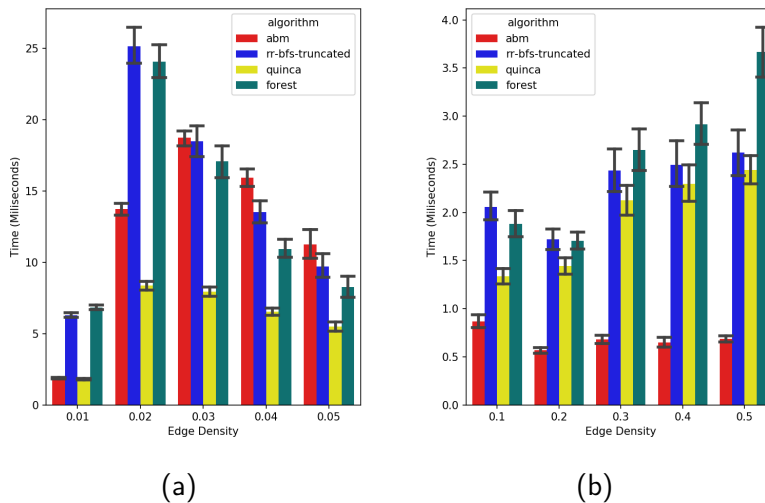 algorithm
abm
rr-bfs-truncated
quinca
forest
25
20
15
10
5
0
Time (Miliseconds)
0.01 0.02 0.03 0.04 0.05
Edge Density
(a)
algorithm
abm
rr-bfs-truncated
quinca
forest
4.0
3.5
3.0
2.5
2.0
1.5
1.0
0.5
0.0
Time (Miliseconds)
0.1 0.2 0.3 0.4 0.5
Edge Density
(b)